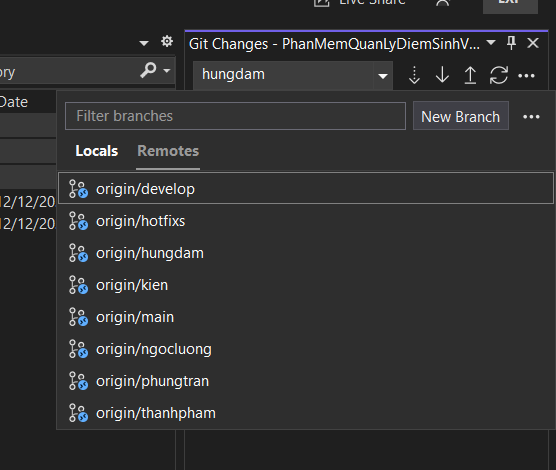 Live Share
EXP
Git Changes - PhanMemQuanLyDiemSinhV...
ory
hungdam
Date
Filter branches
New Branch
Locals
Remotes
origin/develop
12/12/20
origin/hotfixs
12/12/20
origin/hungdam
origin/kien
origin/main
origin/ngocluong
origin/phungtran
origin/thanhpham